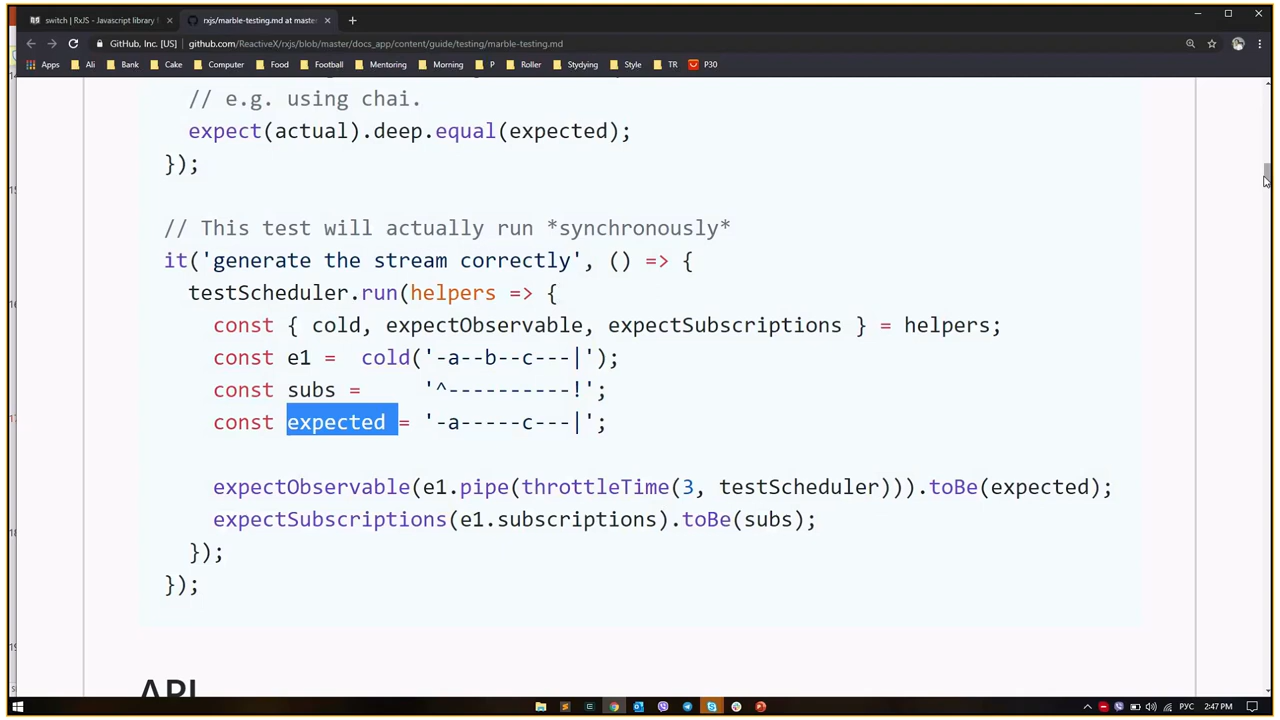 switch | RxJS - Javascript library f
rxjs/marble-testing.md at master
GitHub, Inc. [US]
github.com/ReactiveX/rxjs/blob/master/docs_app/content/guide/testing/marble-testing.md
Apps Ali Bank Cake Computer Food Football Mentoring Morning P Roller Stydying Style TR P30
// e.g. using chai.
expect(actual).deep.equal(expected);
});
// This test will actually run *synchronously*
it('generate the stream correctly', () => {
testScheduler.run(helpers => {
const { cold, expectObservable, expectSubscriptions } = helpers;
const e1 =  cold('-a--b--c---|');
const subs =     '^----------!';
const expected = '-a-----c---|';
expectObservable(e1.pipe(throttleTime(3, testScheduler))).toBe(expected);
expectSubscriptions(e1.subscriptions).toBe(subs);
});
});
API
РУС 2:47 PM